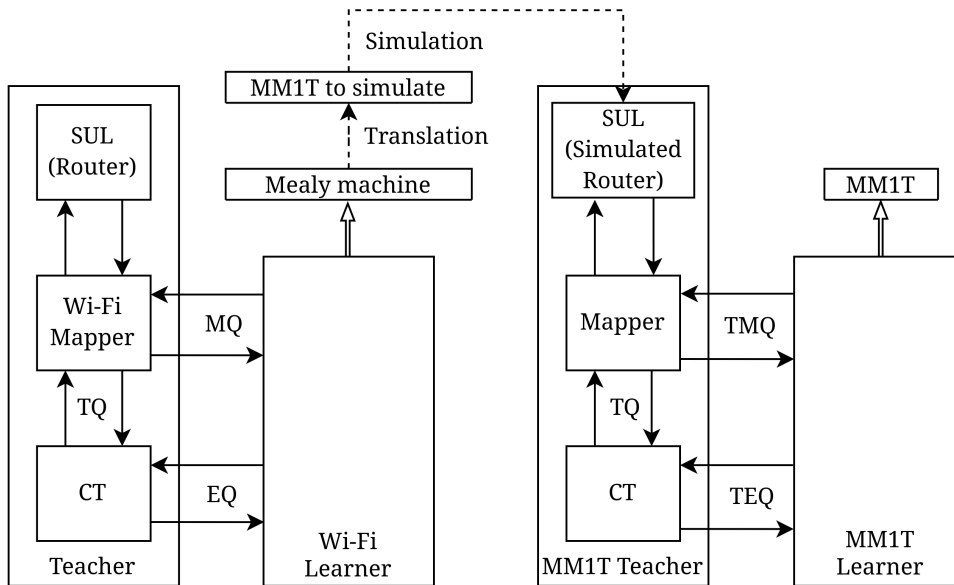 Simulation
MM1T to simulate
Translation
Mealy machine
SUL
(Router)
Wi-Fi
Mapper
MQ
TQ
CT
EQ
Teacher
Wi-Fi
Learner
SUL
(Simulated
Router)
MM1T
Mapper
TMQ
TQ
CT
TEQ
MM1T Teacher
MM1T
Learner